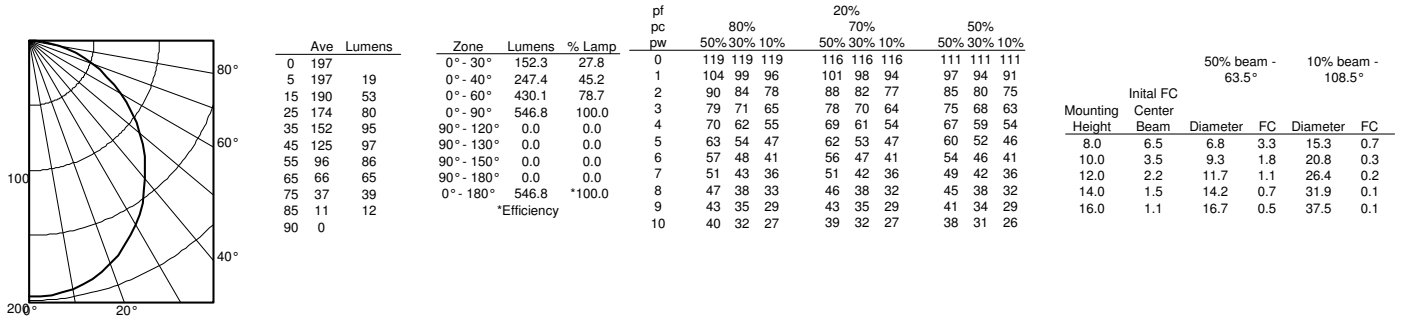 80°
60°
40°
100
200
0°
20°
Ave Lumens
0 197
5 197 19
15 190 53
25 174 80
35 152 95
45 125 97
55 96 86
65 66 65
75 37 39
85 11 12
90 0
Zone Lumens % Lamp
0° - 30° 152.3 27.8
0° - 40° 247.4 45.2
0° - 60° 430.1 78.7
0° - 90° 546.8 100.0
90° - 120° 0.0 0.0
90° - 130° 0.0 0.0
90° - 150° 0.0 0.0
90° - 180° 0.0 0.0
0° - 180° 546.8 *100.0
*Efficiency
pf 20%
pc 80% 70% 50%
pw 50% 30% 10% 50% 30% 10% 50% 30% 10%
0 119 119 119 116 116 116 111 111 111
1 104 99 96 101 98 94 97 94 91
2 90 84 78 88 82 77 85 80 75
3 79 71 65 78 70 64 75 68 63
4 70 62 55 69 61 54 67 59 54
5 63 54 47 62 53 47 60 52 46
6 57 48 41 56 47 41 54 46 41
7 51 43 36 51 42 36 49 42 36
8 47 38 33 46 38 32 45 38 32
9 43 35 29 43 35 29 41 34 29
10 40 32 27 39 32 27 38 31 26
50% beam - 10% beam -
63.5° 108.5°
Inital FC
Mounting Center
Height Beam Diameter FC Diameter FC
8.0 6.5 6.8 3.3 15.3 0.7
10.0 3.5 9.3 1.8 20.8 0.3
12.0 2.2 11.7 1.1 26.4 0.2
14.0 1.5 14.2 0.7 31.9 0.1
16.0 1.1 16.7 0.5 37.5 0.1